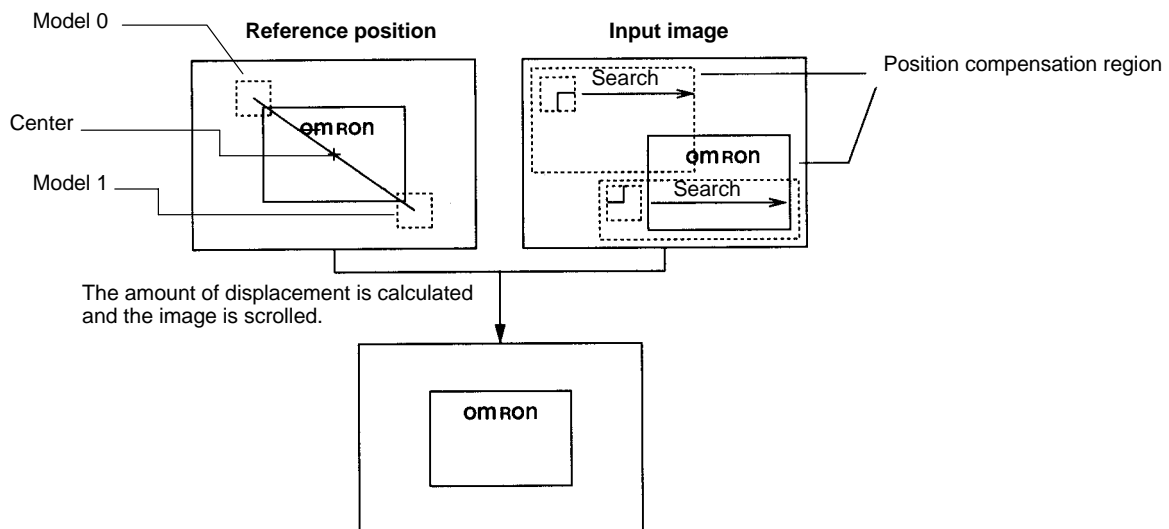 Model 0
Reference position
Input image
Search
Position compensation region
omRon
Center
omRon
Model 1
Search
The amount of displacement is calculated
and the image is scrolled.
omRon